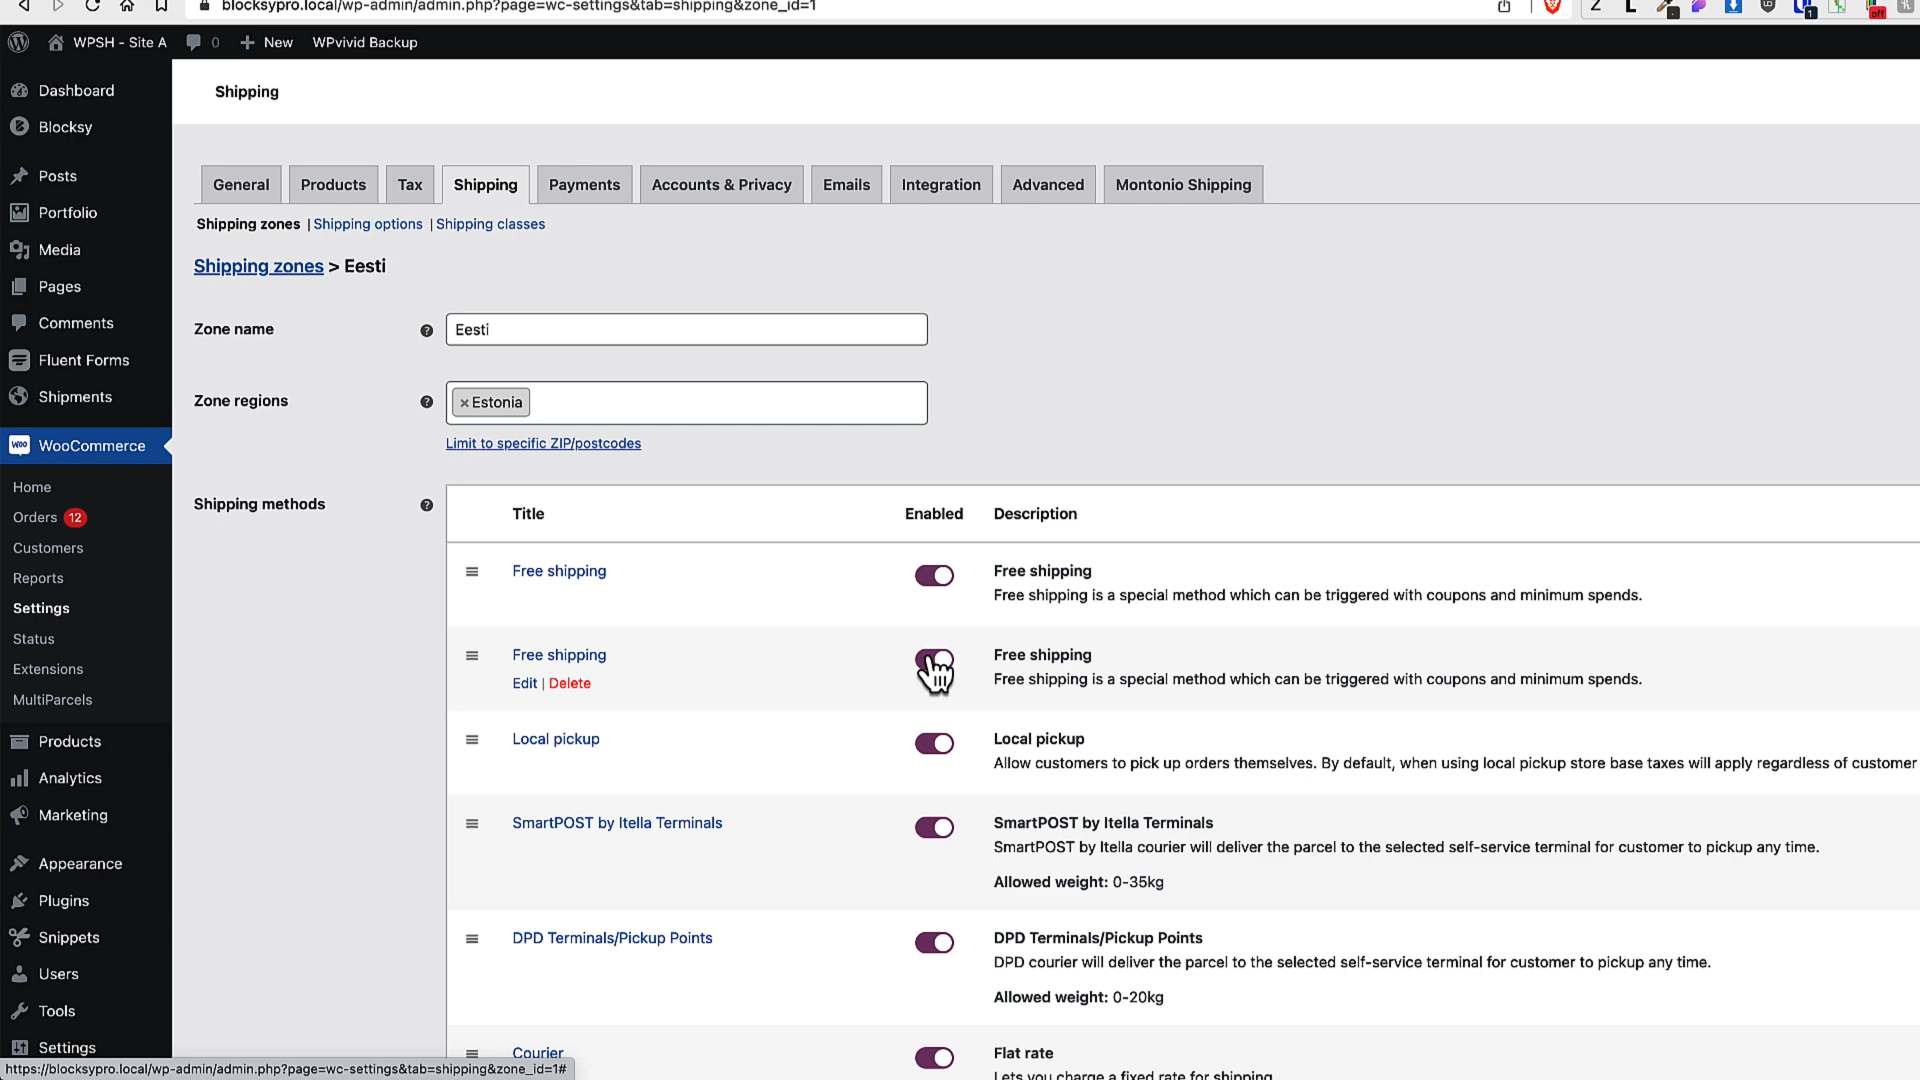 blocksypro.local/wp-admin/admin.php?page=wc-settings&tab=shipping&zone_id=1
WPSH - Site A 0 New WPvivid Backup
Dashboard
Blocksy
Posts
Portfolio
Media
Pages
Comments
Fluent Forms
Shipments
WooCommerce
Home
Orders 12
Customers
Reports
Settings
Status
Extensions
MultiParcels
Products
Analytics
Marketing
Appearance
Plugins
Snippets
Users
Tools
Settings
Shipping
General Products Tax Shipping Payments Accounts & Privacy Emails Integration Advanced Montonio Shipping
Shipping zones | Shipping options | Shipping classes
Shipping zones > Eesti
Zone name Eesti
Zone regions × Estonia
Limit to specific ZIP/postcodes
Shipping methods
Title Enabled Description
Free shipping Free shipping
Free shipping is a special method which can be triggered with coupons and minimum spends.
Free shipping Free shipping
Edit | Delete Free shipping is a special method which can be triggered with coupons and minimum spends.
Local pickup Local pickup
Allow customers to pick up orders themselves. By default, when using local pickup store base taxes will apply regardless of customer
SmartPOST by Itella Terminals SmartPOST by Itella Terminals
SmartPOST by Itella courier will deliver the parcel to the selected self-service terminal for customer to pickup any time.
Allowed weight: 0-35kg
DPD Terminals/Pickup Points DPD Terminals/Pickup Points
DPD courier will deliver the parcel to the selected self-service terminal for customer to pickup any time.
Allowed weight: 0-20kg
Courier Flat rate
Lets you charge a fixed rate for shipping.
https://blocksypro.local/wp-admin/admin.php?page=wc-settings&tab=shipping&zone_id=1#